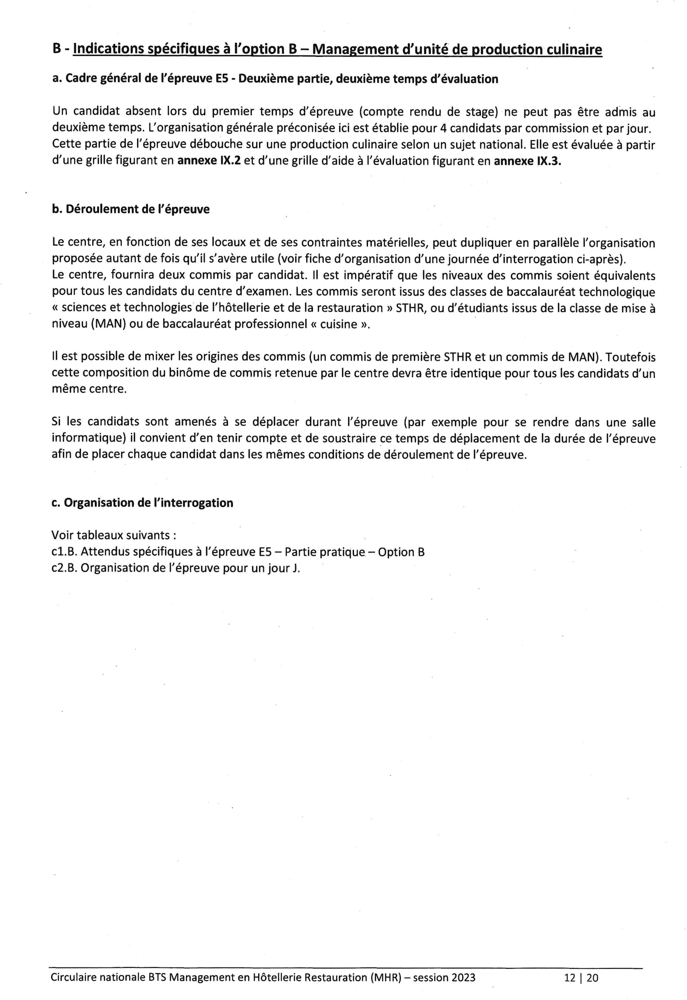 B - Indications spécifiques à l'option B – Management d'unité de production culinaire
a. Cadre général de l'épreuve E5 - Deuxième partie, deuxième temps d'évaluation
Un candidat absent lors du premier temps d'épreuve (compte rendu de stage) ne peut pas être admis au
deuxième temps. L'organisation générale préconisée ici est établie pour 4 candidats par commission et par jour.
Cette partie de l'épreuve débouche sur une production culinaire selon un sujet national. Elle est évaluée à partir
d'une grille figurant en annexe IX.2 et d'une grille d'aide à l'évaluation figurant en annexe IX.3.
b. Déroulement de l'épreuve
Le centre, en fonction de ses locaux et de ses contraintes matérielles, peut dupliquer en parallèle l'organisation
proposée autant de fois qu'il s'avère utile (voir fiche d'organisation d'une journée d'interrogation ci-après).
Le centre, fournira deux commis par candidat. Il est impératif que les niveaux des commis soient équivalents
pour tous les candidats du centre d'examen. Les commis seront issus des classes de baccalauréat technologique
« sciences et technologies de l'hôtellerie et de la restauration » STHR, ou d'étudiants issus de la classe de mise à
niveau (MAN) ou de baccalauréat professionnel « cuisine ».
Il est possible de mixer les origines des commis (un commis de première STHR et un commis de MAN). Toutefois
cette composition du binôme de commis retenue par le centre devra être identique pour tous les candidats d'un
même centre.
Si les candidats sont amenés à se déplacer durant l'épreuve (par exemple pour se rendre dans une salle
informatique) il convient d'en tenir compte et de soustraire ce temps de déplacement de la durée de l'épreuve
afin de placer chaque candidat dans les mêmes conditions de déroulement de l'épreuve.
c. Organisation de l'interrogation
Voir tableaux suivants :
c1.B. Attendus spécifiques à l'épreuve E5 – Partie pratique – Option B
c2.B. Organisation de l'épreuve pour un jour J.
Circulaire nationale BTS Management en Hôtellerie Restauration (MHR) – session 2023 12 | 20